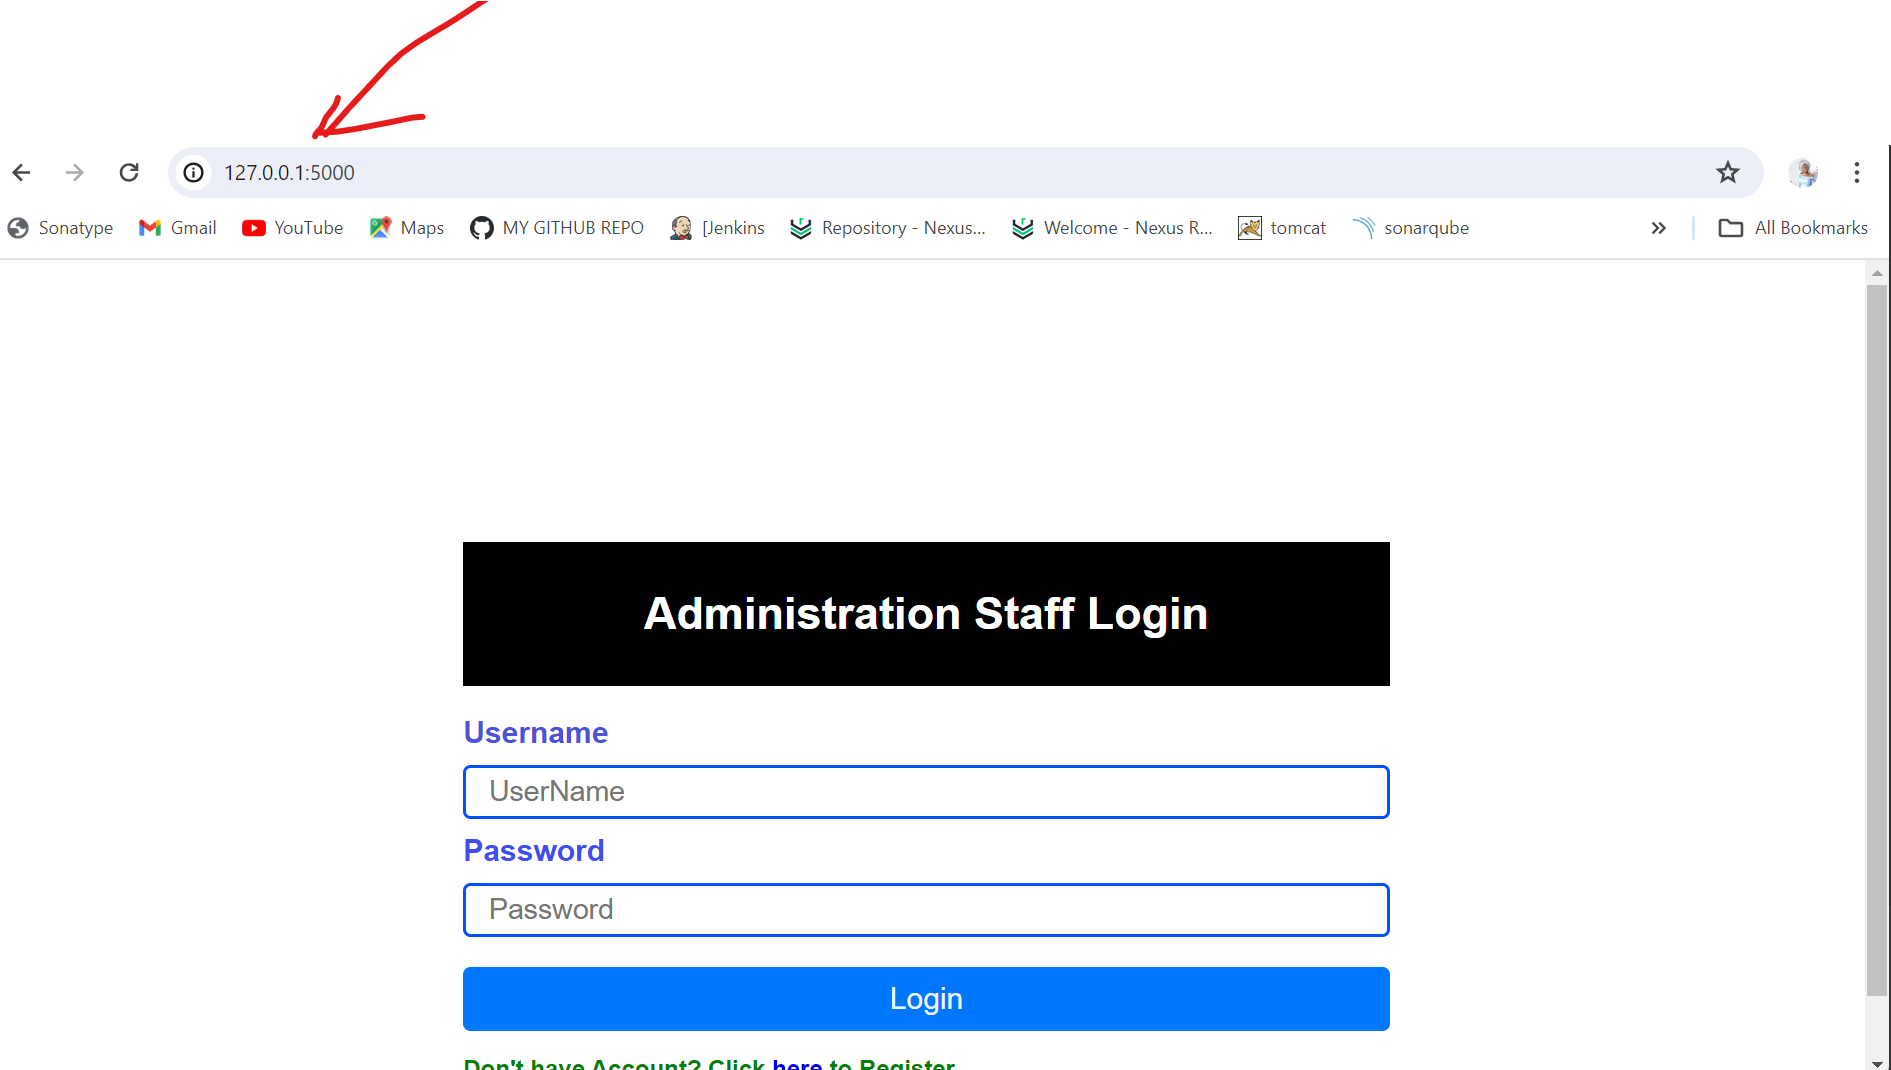 127.0.0.1:5000
Sonatype Gmail YouTube Maps MY GITHUB REPO [Jenkins Repository - Nexus... Welcome - Nexus R... tomcat sonarqube All Bookmarks
Administration Staff Login
Username
UserName
Password
Password
Login
Don't have Account? Click here to Register